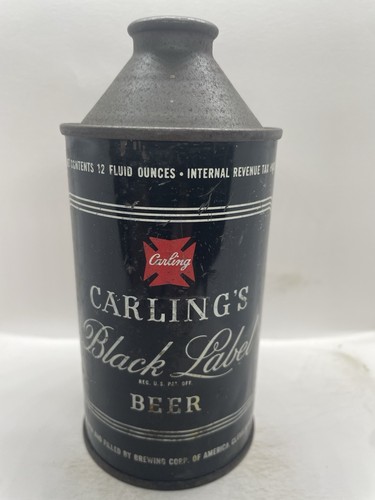 CONTENTS 12 FLUID OUNCES • INTERNAL REVENUE TAX
Carling
CARLING'S
Black Label
REG. U.S. PAT. OFF.
BEER
AND FILLED BY BREWING CORP. OF AMERICA